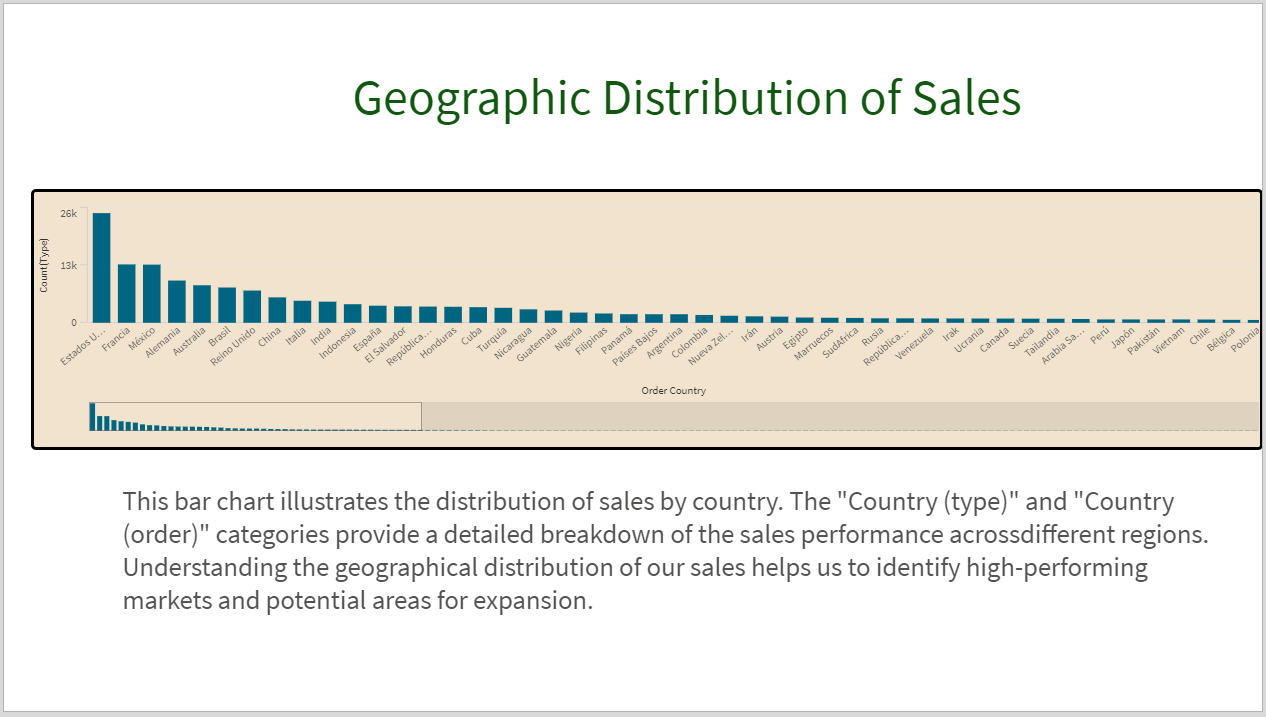 Geographic Distribution of Sales
26k
13k
0
Count(Type)
Estados U...
Francia
México
Alemania
Australia
Brasil
Reino Unido
China
Italia
India
Indonesia
España
El Salvador
República...
Honduras
Cuba
Turquía
Nicaragua
Guatemala
Nigeria
Filipinas
Panamá
Países Bajos
Argentina
Colombia
Nueva Zel...
Irán
Austria
Egipto
Marruecos
SudAfrica
Rusia
República...
Venezuela
Irak
Ucrania
Canada
Suecia
Tailandia
Arabia Sa...
Perú
Japón
Pakistán
Vietnam
Chile
Bélgica
Polonia
Order Country
This bar chart illustrates the distribution of sales by country. The "Country (type)" and "Country
(order)" categories provide a detailed breakdown of the sales performance acrossdifferent regions.
Understanding the geographical distribution of our sales helps us to identify high-performing
markets and potential areas for expansion.